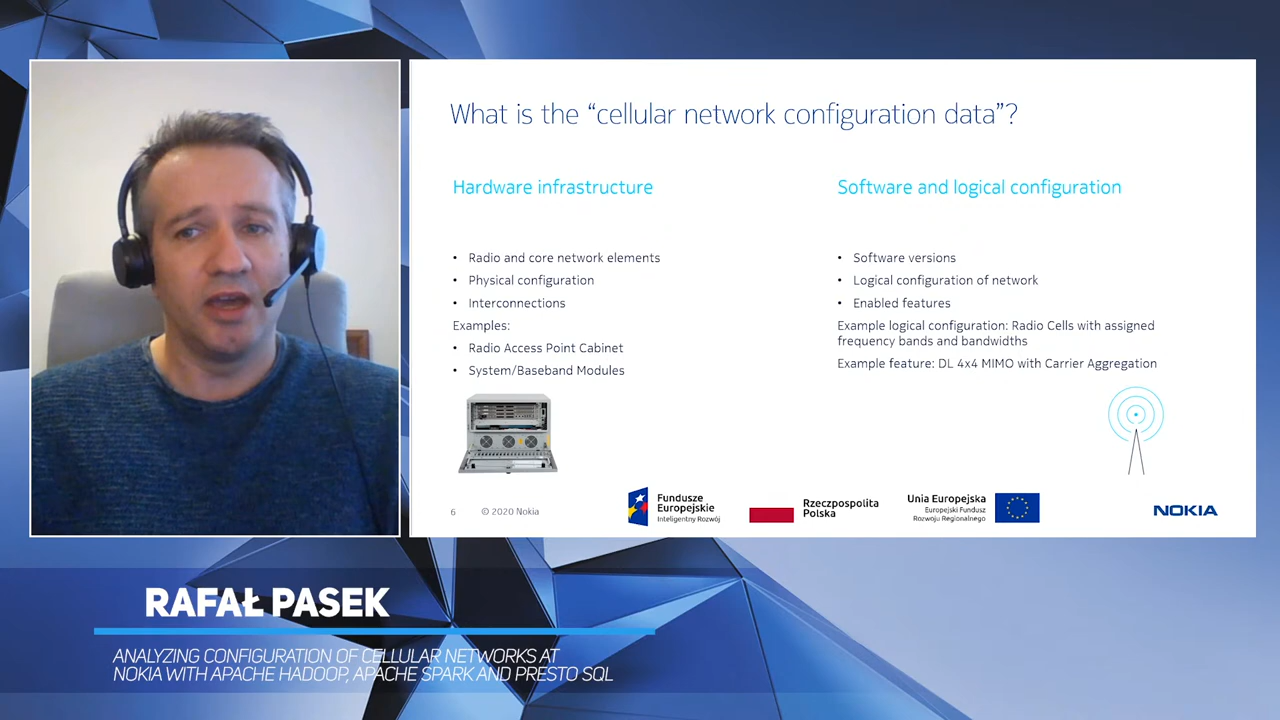 What is the “cellular network configuration data”?
Hardware infrastructure
• Radio and core network elements
• Physical configuration
• Interconnections
Examples:
• Radio Access Point Cabinet
• System/Baseband Modules
Software and logical configuration
• Software versions
• Logical configuration of network
• Enabled features
Example logical configuration: Radio Cells with assigned
frequency bands and bandwidths
Example feature: DL 4x4 MIMO with Carrier Aggregation
6 © 2020 Nokia
Fundusze
Europejskie
Inteligentny Rozwój
Rzeczpospolita
Polska
Unia Europejska
Europejski Fundusz
Rozwoju Regionalnego
NOKIA
RAFAŁ PASEK
ANALYZING CONFIGURATION OF CELLULAR NETWORKS AT
NOKIA WITH APACHE HADOOP, APACHE SPARK AND PRESTO SQL